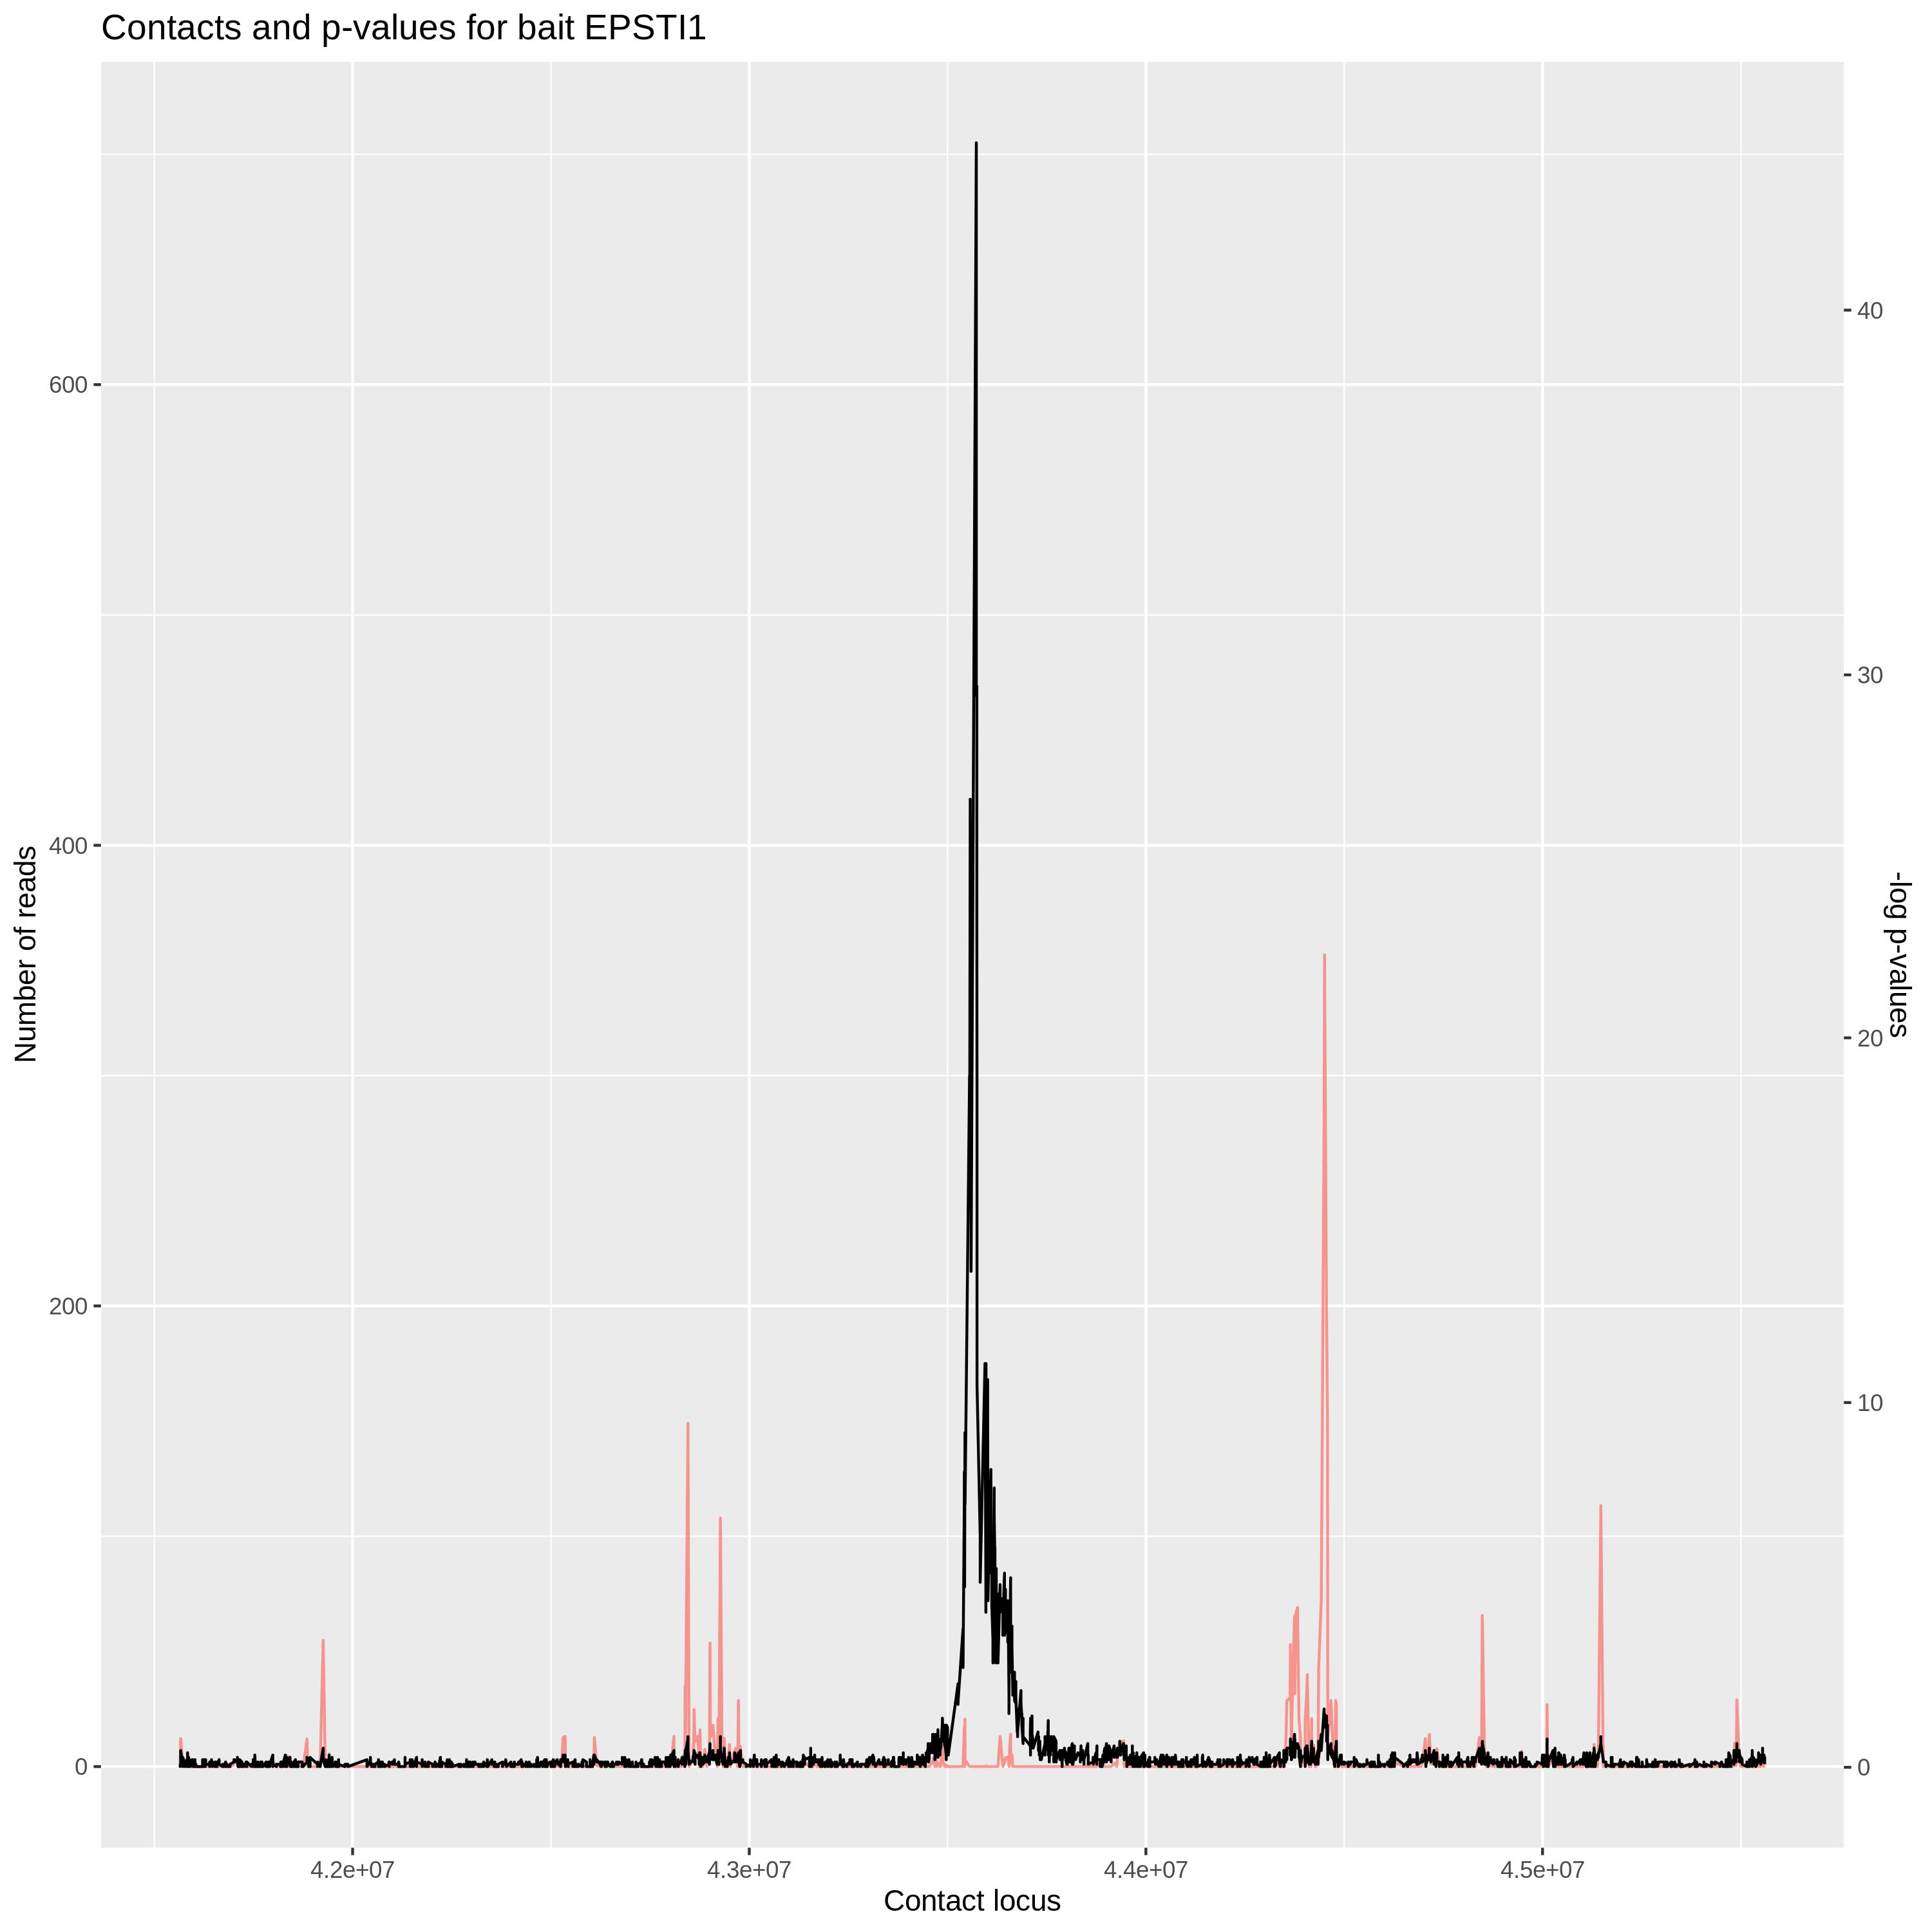 Contacts and p-values for bait EPSTI1
Number of reads
600
400
200
0
40
30
20
10
0
-log p-values
4.2e+07
4.3e+07
4.4e+07
4.5e+07
Contact locus